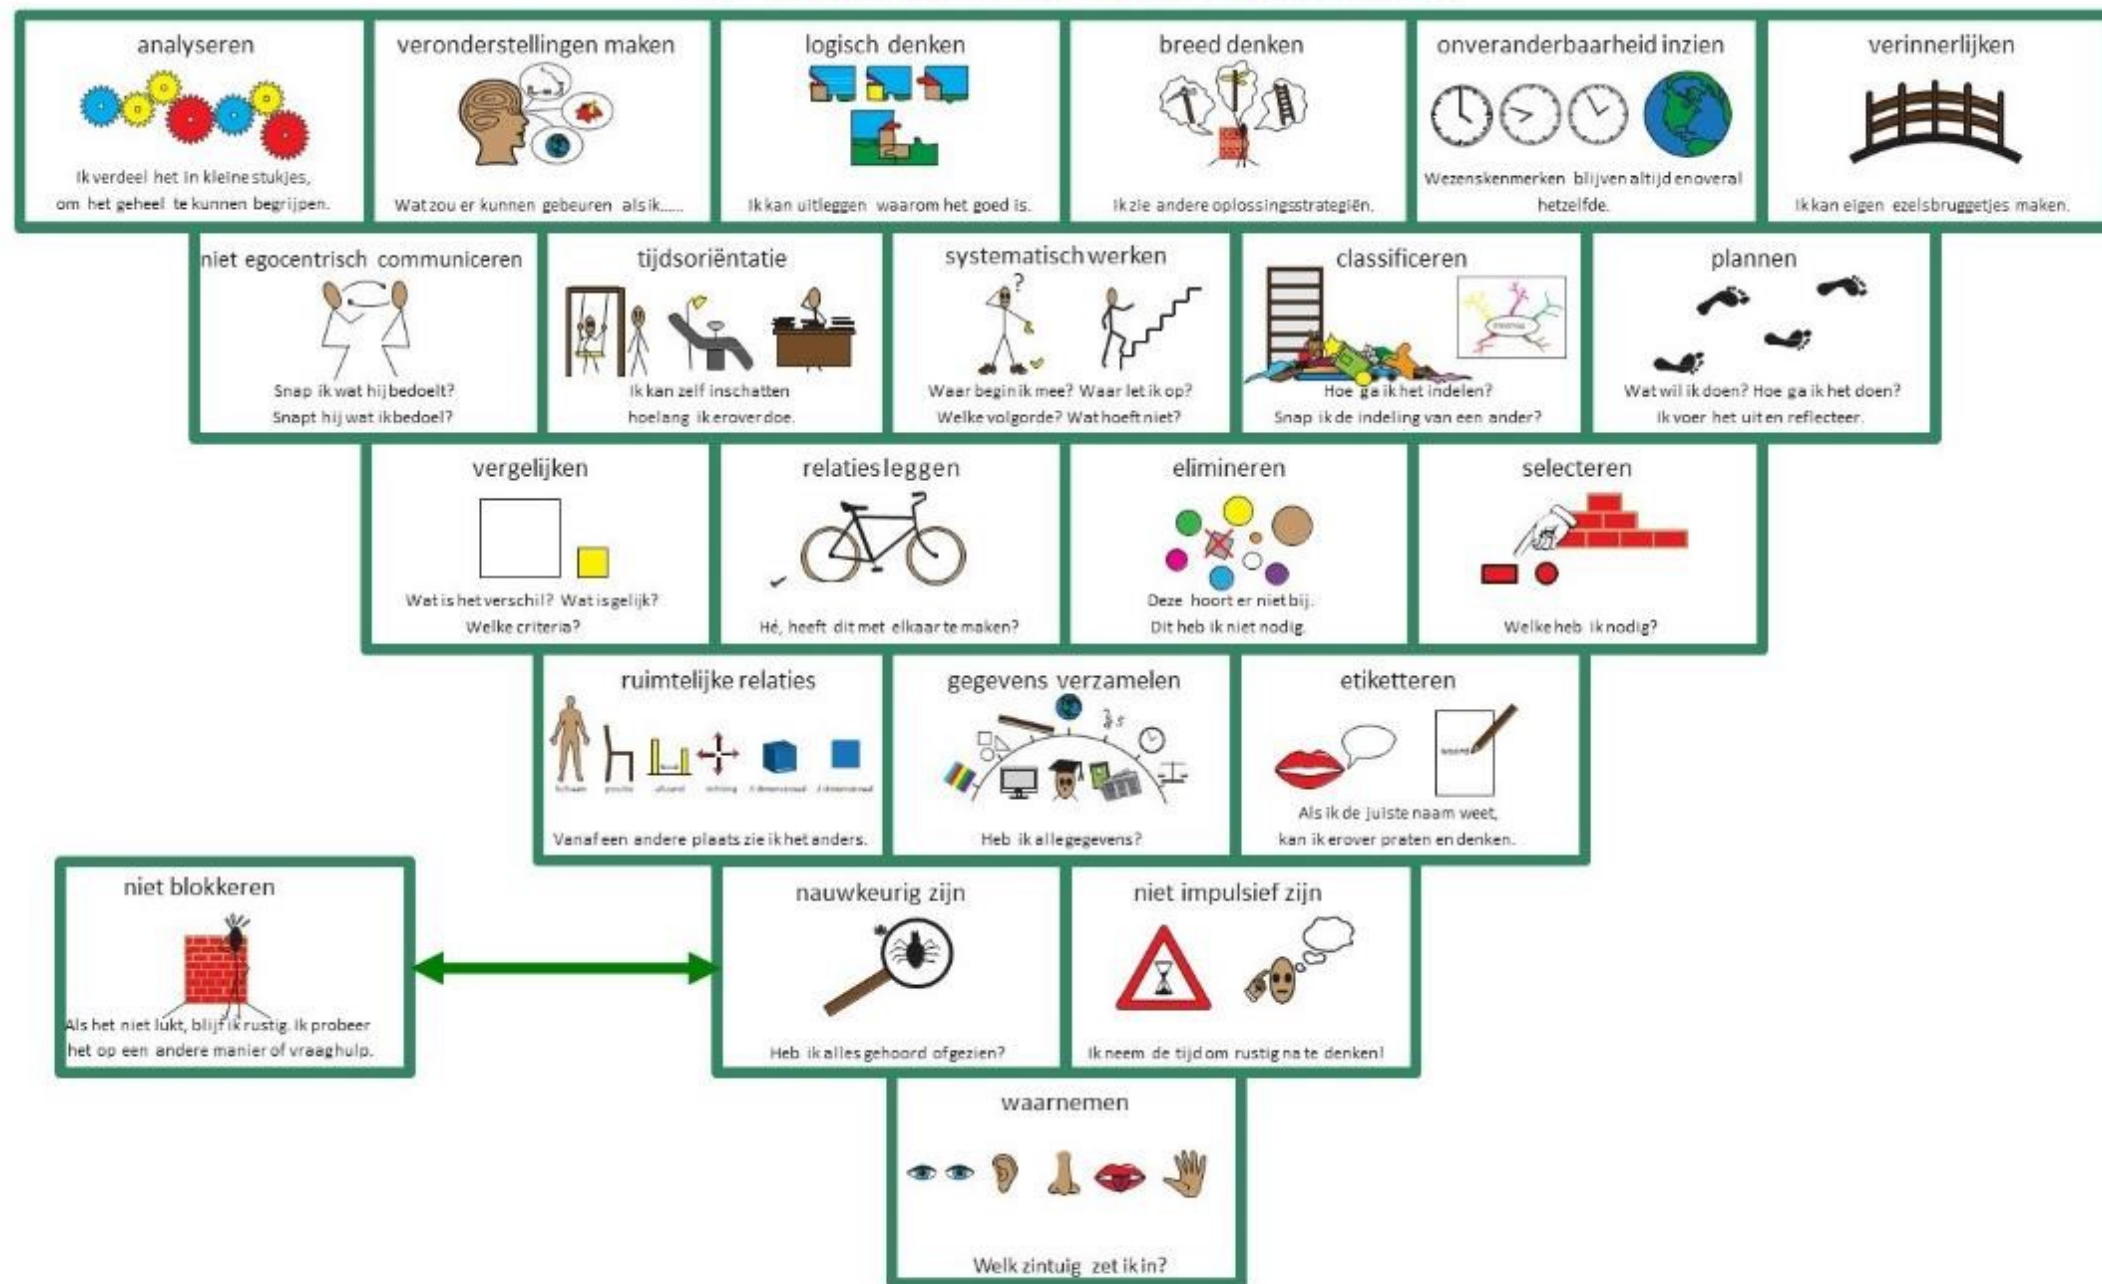 analyseren
Ik verdeel het in kleine stukjes,
om het geheel te kunnen begrijpen.
veronderstellingen maken
Wat zou er kunnen gebeuren als ik......
logisch denken
Ik kan uitleggen waarom het goed is.
breed denken
Ik zie andere oplossingsstrategiën.
onveranderbaarheid inzien
Wezenskenmerken blijven altijd en overal
hetzelfde.
verinnerlijken
Ik kan eigen ezelsbruggetjes maken.
niet egocentrisch communiceren
Snap ik wat hij bedoelt?
Snapt hij wat ik bedoel?
tijdsoriëntatie
Ik kan zelf inschatten
hoelang ik erover doe.
systematisch werken
?
Waar begin ik mee? Waar let ik op?
Welke volgorde? Wat hoeft niet?
classificeren
Hoe ga ik het indelen?
Snap ik de indeling van een ander?
plannen
Wat wil ik doen? Hoe ga ik het doen?
Ik voer het uit en reflecteer.
vergelijken
Wat is het verschil? Wat is gelijk?
Welke criteria?
relaties leggen
Hé, heeft dit met elkaar te maken?
elimineren
Deze hoort er niet bij.
Dit heb ik niet nodig.
selecteren
Welke heb ik nodig?
ruimtelijke relaties
lichaam positie afstand richting 3 dimensionaal 2 dimensionaal
Vanaf een andere plaats zie ik het anders.
gegevens verzamelen
Heb ik alle gegevens?
etiketteren
woord
Als ik de juiste naam weet,
kan ik erover praten en denken.
niet blokkeren
Als het niet lukt, blijf ik rustig. Ik probeer
het op een andere manier of vraag hulp.
nauwkeurig zijn
Heb ik alles gehoord of gezien?
niet impulsief zijn
Ik neem de tijd om rustig na te denken!
waarnemen
Welk zintuig zet ik in?